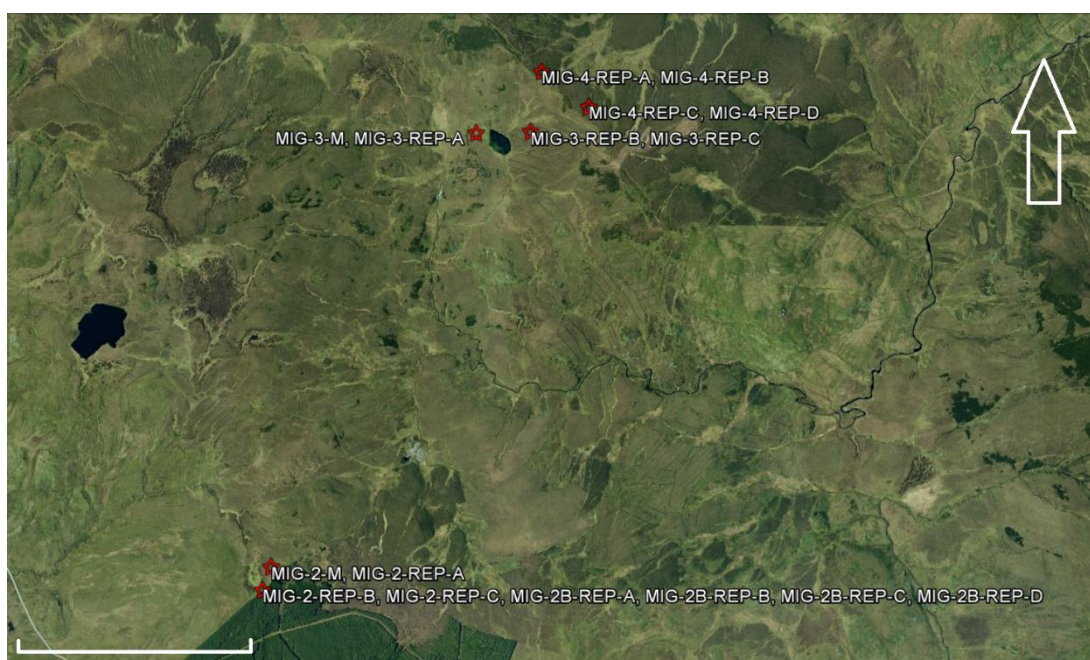 MIG-4-REP-A, MIG-4-REP-B
MIG-4-REP-C, MIG-4-REP-D
MIG-3-M, MIG-3-REP-A
MIG-3-REP-B, MIG-3-REP-C
MIG-2-M, MIG-2-REP-A
MIG-2-REP-B, MIG-2-REP-C, MIG-2B-REP-A, MIG-2B-REP-B, MIG-2B-REP-C, MIG-2B-REP-D